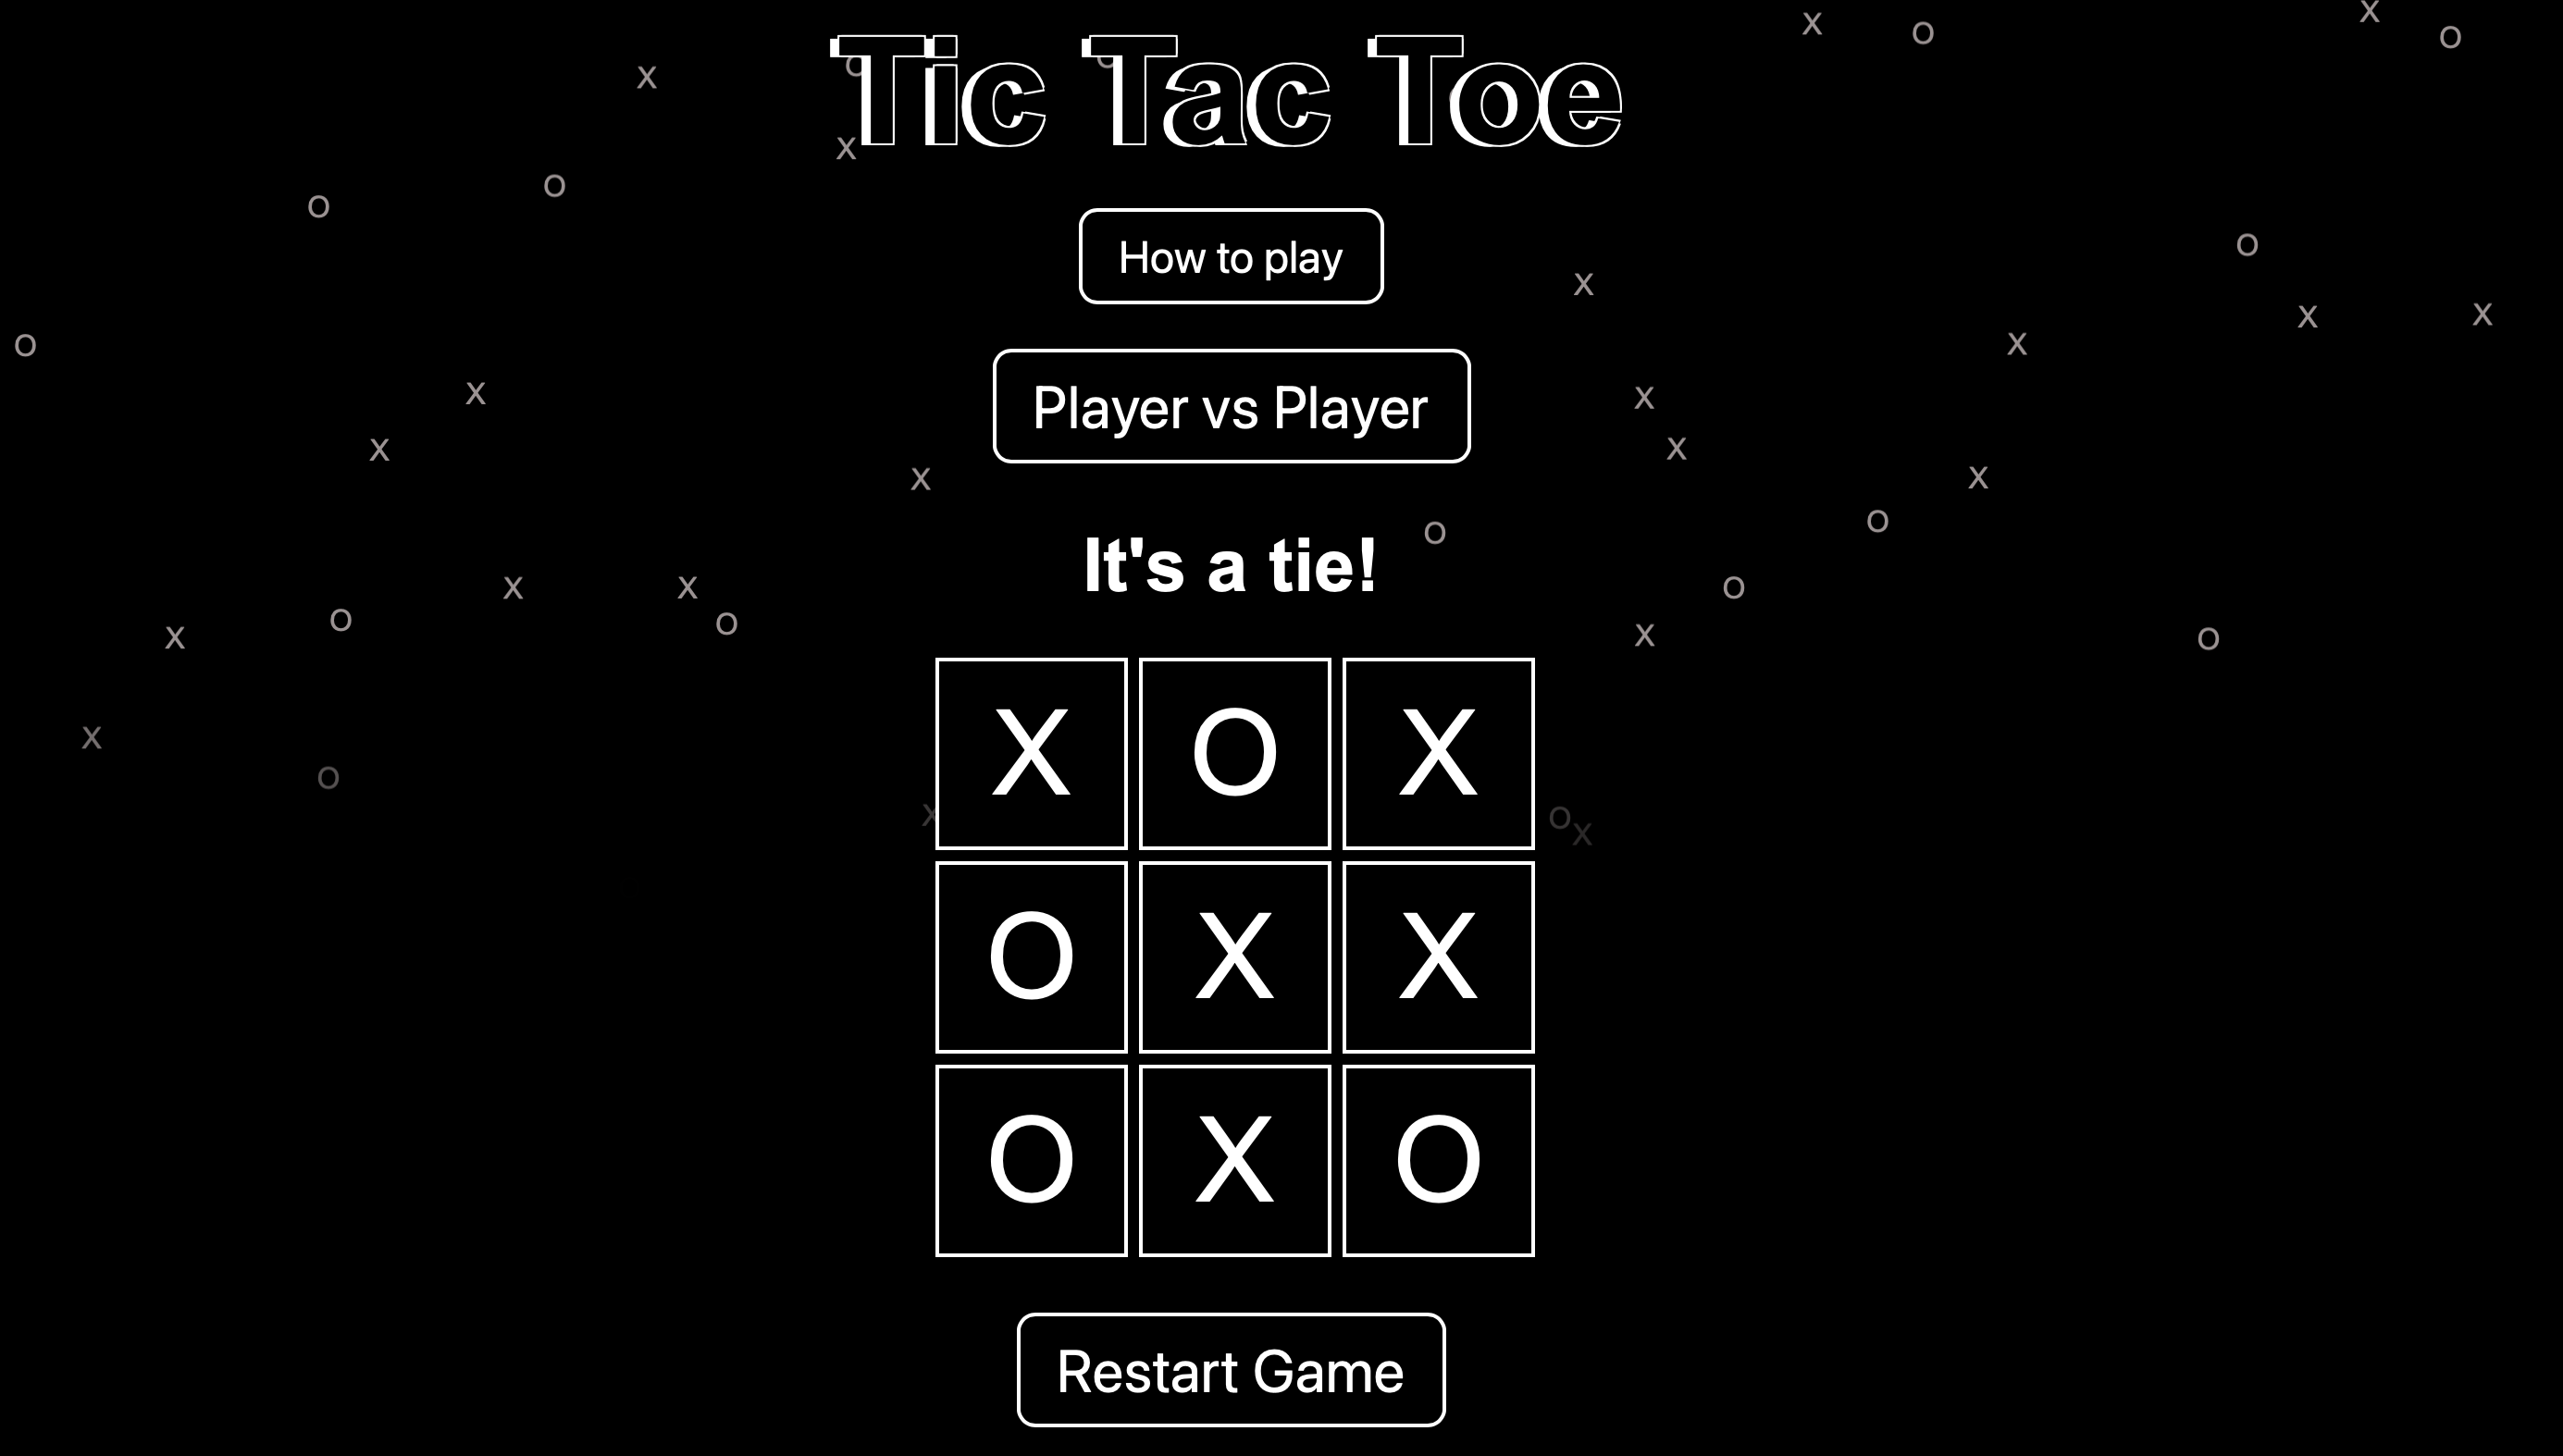 Tic Tac Toe
How to play
Player vs Player
It's a tie!
X O X
O X X
O X O
Restart Game